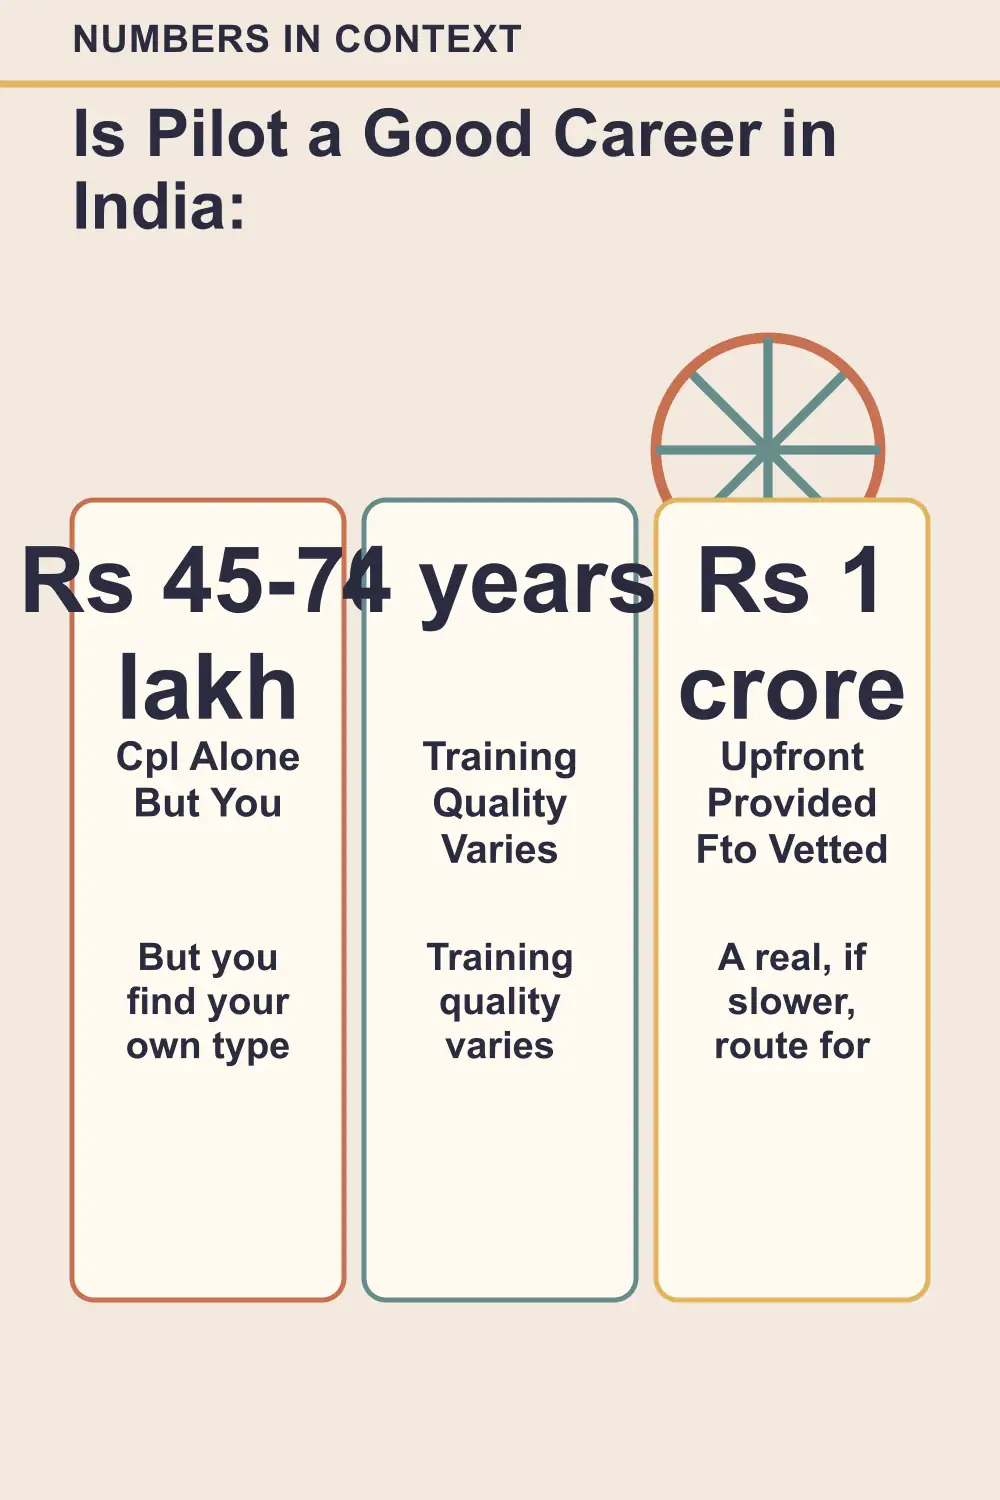 NUMBERS IN CONTEXT
Is Pilot a Good Career in
India:
Rs
lakh
Cpl Alone
But You
But you
find your
own type
4 years
Training
Quality
Varies
Training
quality
varies
Rs 1
crore
Upfront
Provided
Fto Vetted
A real, if
slower,
route for